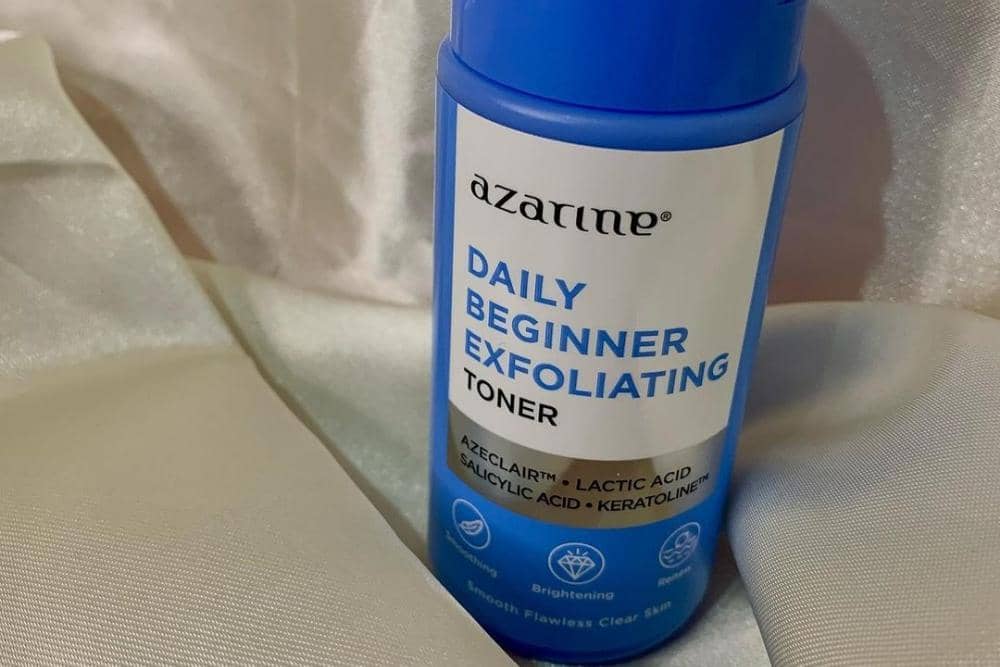 azarine®
DAILY
BEGINNER
EXFOLIATING
TONER
AZECLAIR™ • LACTIC ACID
SALICYLIC ACID • KERATOLINE™
Smoothing
Brightening
Smooth Flawless Clear Skin